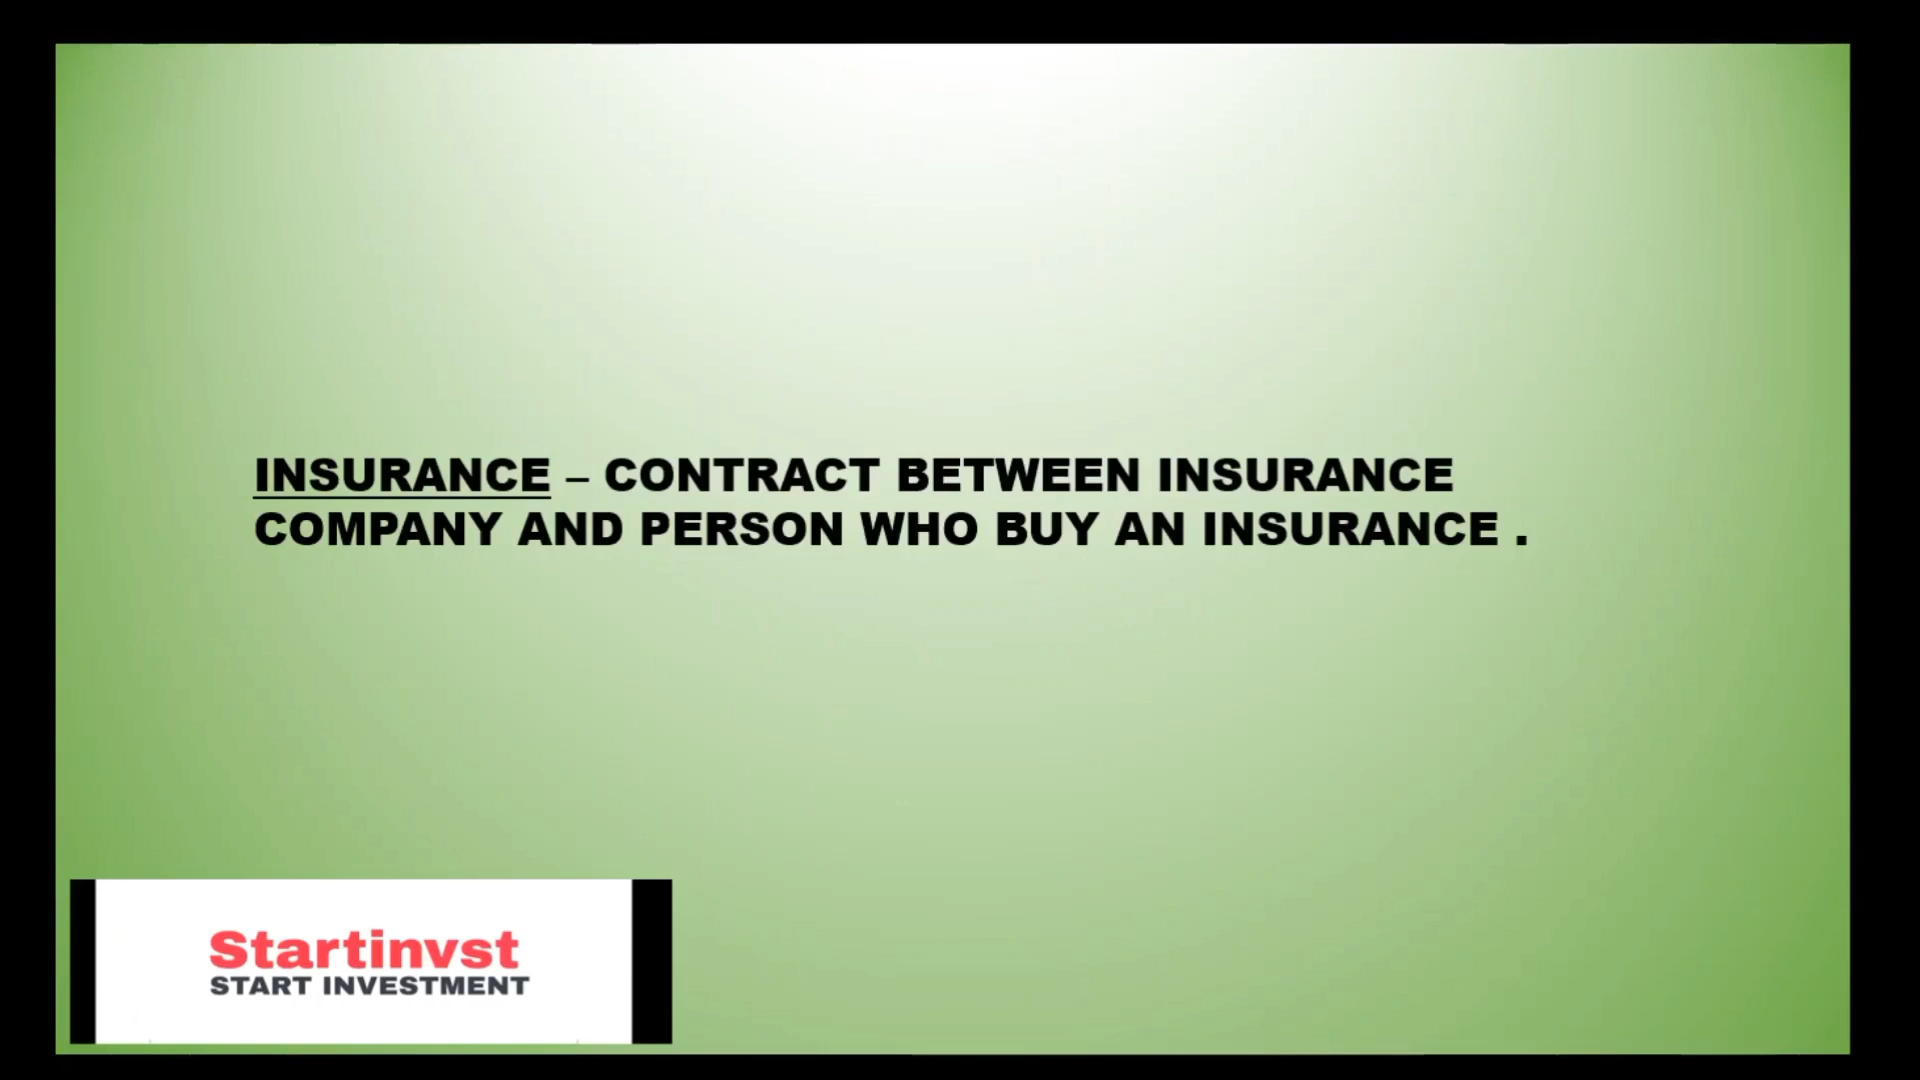 INSURANCE – CONTRACT BETWEEN INSURANCE
COMPANY AND PERSON WHO BUY AN INSURANCE .
Startinvst
START INVESTMENT